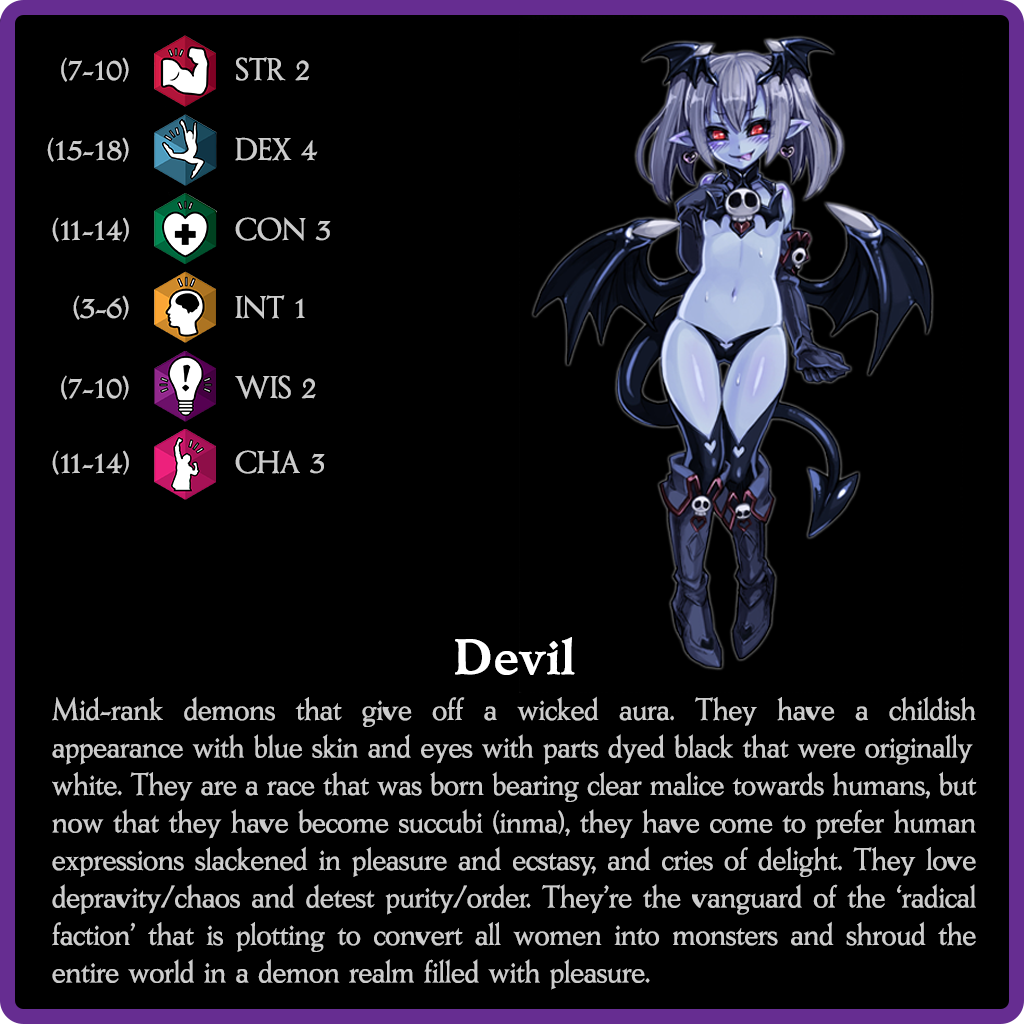 (7-10) STR 2
(15-18) DEX 4
(11-14) CON 3
(3-6) INT 1
(7-10) WIS 2
(11-14) CHA 3
Devil
Mid-rank demons that give off a wicked aura. They have a childish
appearance with blue skin and eyes with parts dyed black that were originally
white. They are a race that was born bearing clear malice towards humans, but
now that they have become succubi (inma), they have come to prefer human
expressions slackened in pleasure and ecstasy, and cries of delight. They love
depravity/chaos and detest purity/order. They're the vanguard of the ‘radical
faction’ that is plotting to convert all women into monsters and shroud the
entire world in a demon realm filled with pleasure.